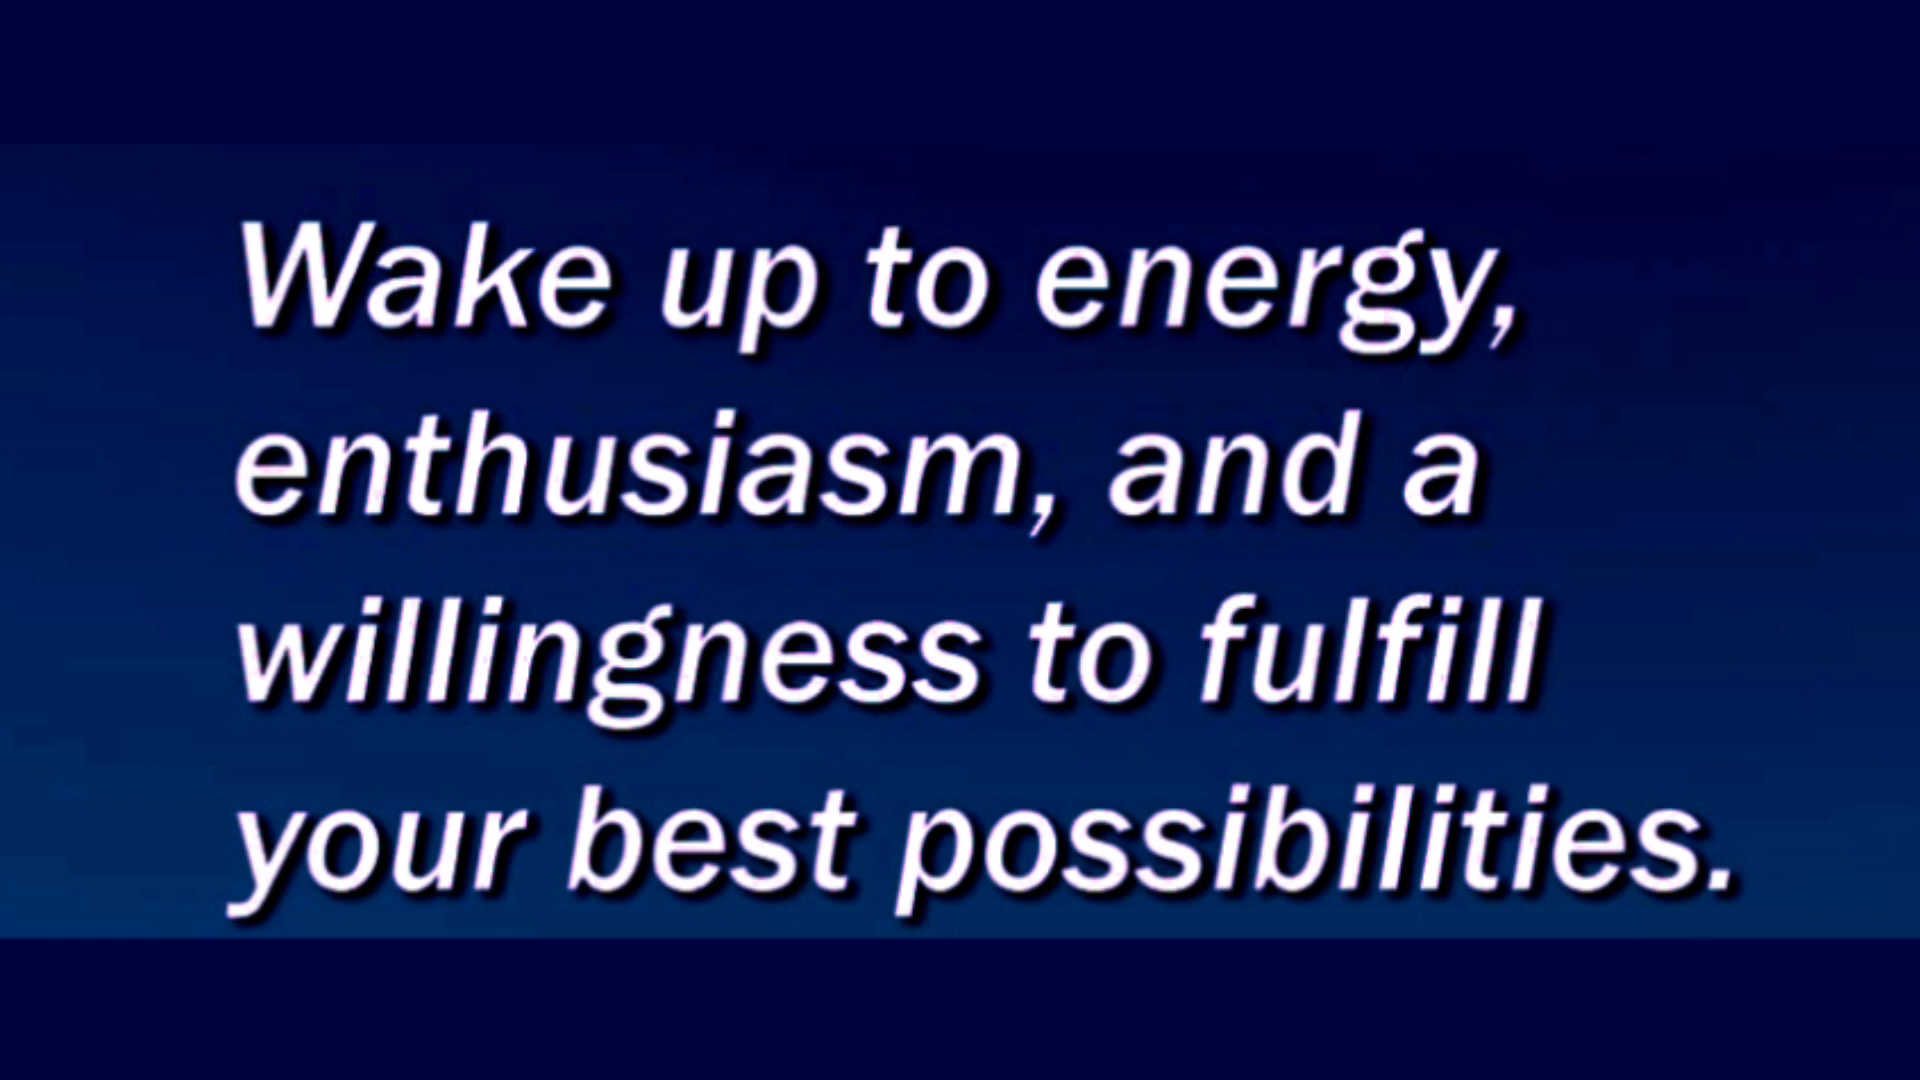 Wake up to energy,
enthusiasm, and a
willingness to fulfill
your best possibilities.